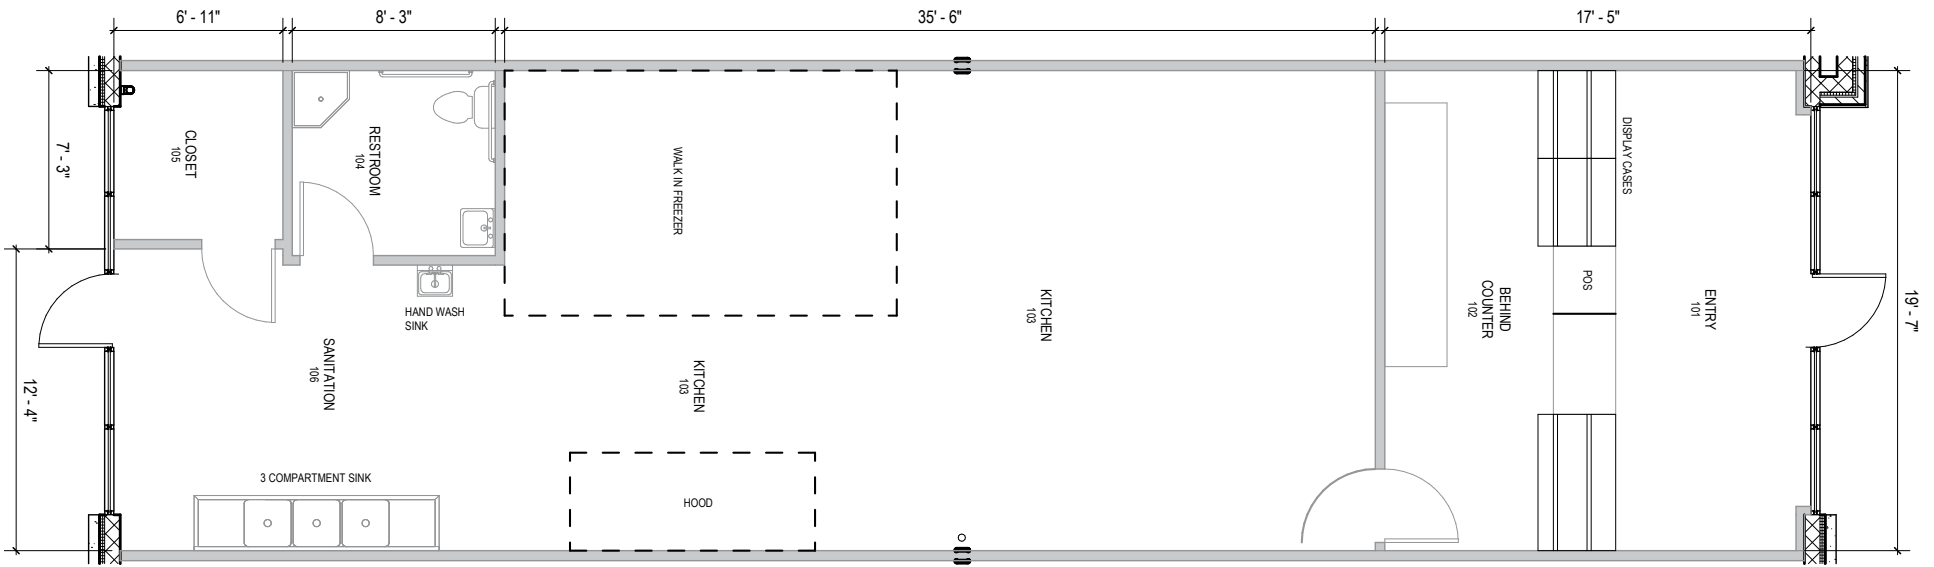 6' - 11"
8' - 3"
35' - 6"
17' - 5"
7' - 3"
12' - 4"
19' - 7"
CLOSET
105
RESTROOM
104
WALK IN FREEZER
DISPLAY CASES
POS
HAND WASH
SINK
SANITATION
106
KITCHEN
103
KITCHEN
103
BEHIND
COUNTER
102
ENTRY
101
3 COMPARTMENT SINK
HOOD